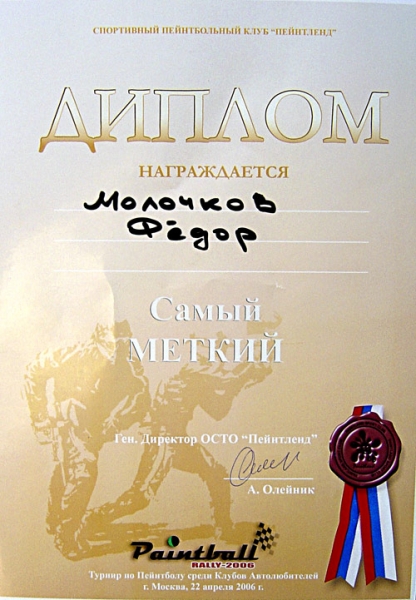 СПОРТИВНЫЙ ПЕЙНТБОЛЬНЫЙ КЛУБ "ПЕЙНТЛЕНД"
ДИПЛОМ
НАГРАЖДАЕТСЯ
Молочков
Фёдор
Самый
МЕТКИЙ
Ген. Директор ОСТО "Пейнтленд"
А. Олейник
Paintball
RALLY-2006
Турнир по Пейнтболу среди Клубов Автолюбителей
г. Москва, 22 апреля 2006 г.